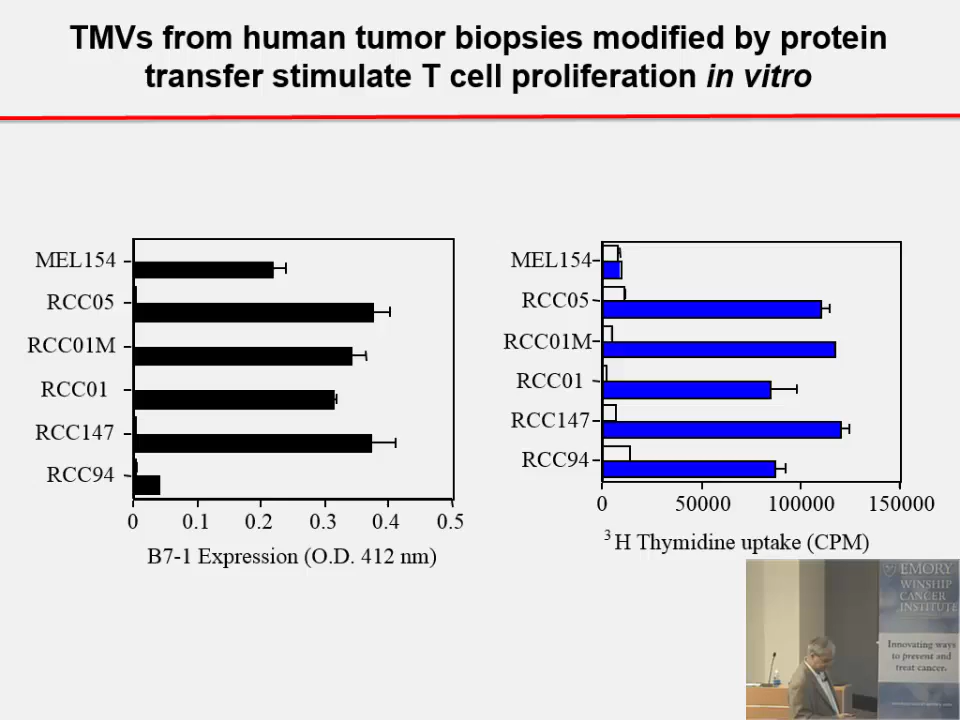 TMVs from human tumor biopsies modified by protein
transfer stimulate T cell proliferation in vitro
MEL154
RCC05
RCC01M
RCC01
RCC147
RCC94
0 0.1 0.2 0.3 0.4 0.5
B7-1 Expression (O.D. 412 nm)
MEL154
RCC05
RCC01M
RCC01
RCC147
RCC94
0 50000 100000 150000
3 H Thymidine uptake (CPM)
EMORY
WINSHIP
CANCER
INSTITUTE
Innovating ways
to prevent and
treat cancer.